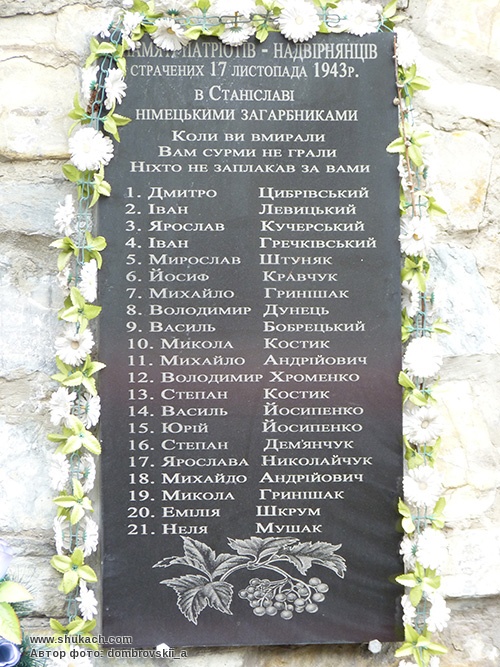 ПАМ'ЯТІ ПАТРІОТІВ - НАДВІРНЯНЦІВ
СТРАЧЕНИХ 17 ЛИСТОПАДА 1943Р.
В СТАНІСЛАВІ
НІМЕЦЬКИМИ ЗАГАРБНИКАМИ
КОЛИ ВИ ВМИРАЛИ
ВАМ СУРМИ НЕ ГРАЛИ
НІХТО НЕ ЗАПЛАКАВ ЗА ВАМИ
1. ДМИТРО ЦИБРІВСЬКИЙ
2. ІВАН ЛЕВИЦЬКИЙ
3. ЯРОСЛАВ КУЧЕРСЬКИЙ
4. ІВАН ГРЕЧКІВСЬКИЙ
5. МИРОСЛАВ ШТУНЯК
6. ЙОСИФ КРАВЧУК
7. МИХАЙЛО ГРИНІШАК
8. ВОЛОДИМИР ДУНЕЦЬ
9. ВАСИЛЬ БОБРЕЦЬКИЙ
10. МИКОЛА КОСТИК
11. МИХАЙЛО АНДРІЙОВИЧ
12. ВОЛОДИМИР ХРОМЕНКО
13. СТЕПАН КОСТИК
14. ВАСИЛЬ ЙОСИПЕНКО
15. ЮРІЙ ЙОСИПЕНКО
16. СТЕПАН ДЕМ'ЯНЧУК
17. ЯРОСЛАВА НИКОЛАЙЧУК
18. МИХАЙЛО АНДРІЙОВИЧ
19. МИКОЛА ГРИНІШАК
20. ЕМІЛІЯ ШКРУМ
21. НЕЛЯ МУШАК
www.shukach.com
Автор фото: dombrovskii_a